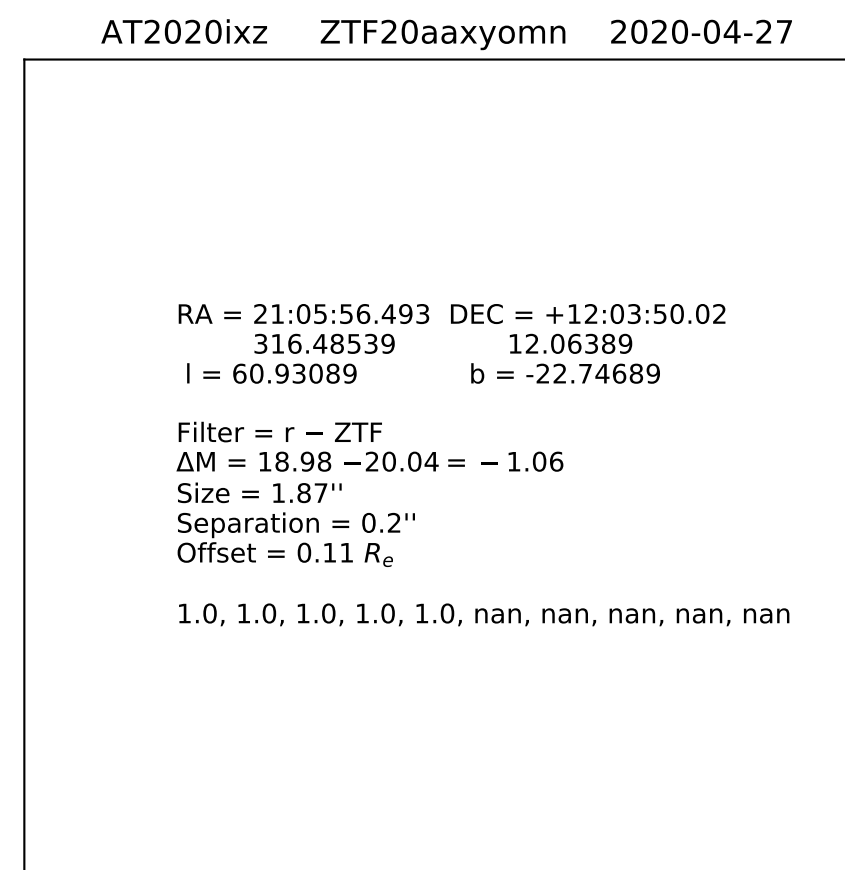 AT2020ixz ZTF20aaxyomn 2020-04-27
RA = 21:05:56.493 DEC = +12:03:50.02
316.48539 12.06389
l = 60.93089 b = -22.74689
Filter = r − ZTF
ΔM = 18.98 −20.04 = − 1.06
Size = 1.87''
Separation = 0.2''
Offset = 0.11 Rₑ
1.0, 1.0, 1.0, 1.0, 1.0, nan, nan, nan, nan, nan